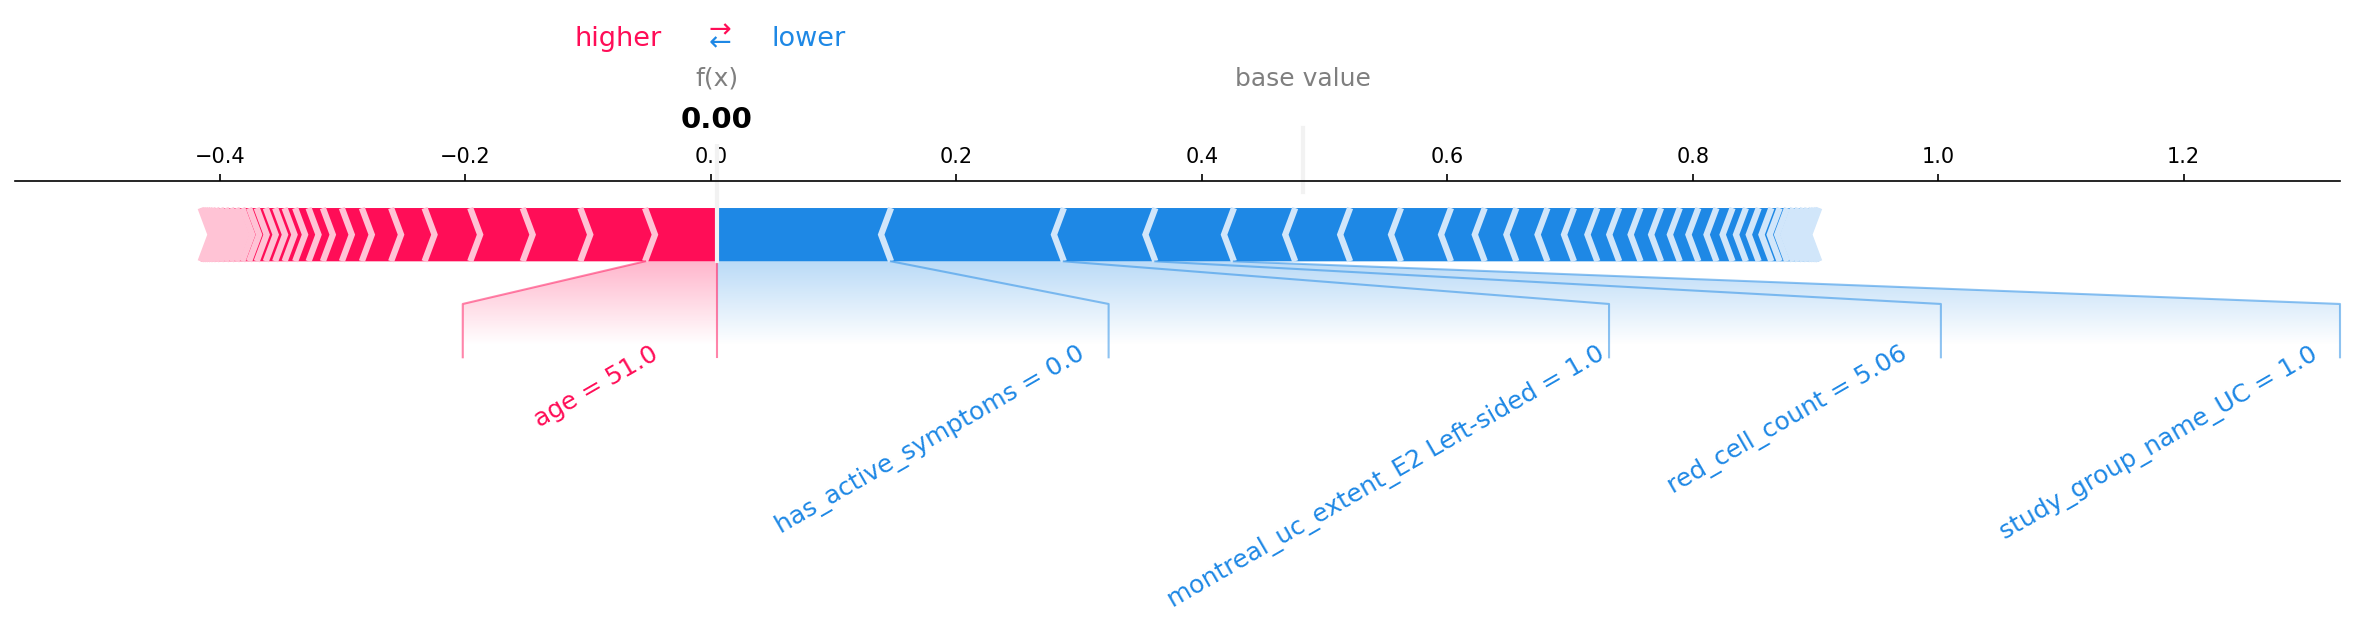 higher ⇄ lower
f(x) base value
0.00
−0.4 −0.2 0.0 0.2 0.4 0.6 0.8 1.0 1.2
age = 51.0
has_active_symptoms = 0.0
montreal_uc_extent_E2 Left-sided = 1.0
red_cell_count = 5.06
study_group_name_UC = 1.0